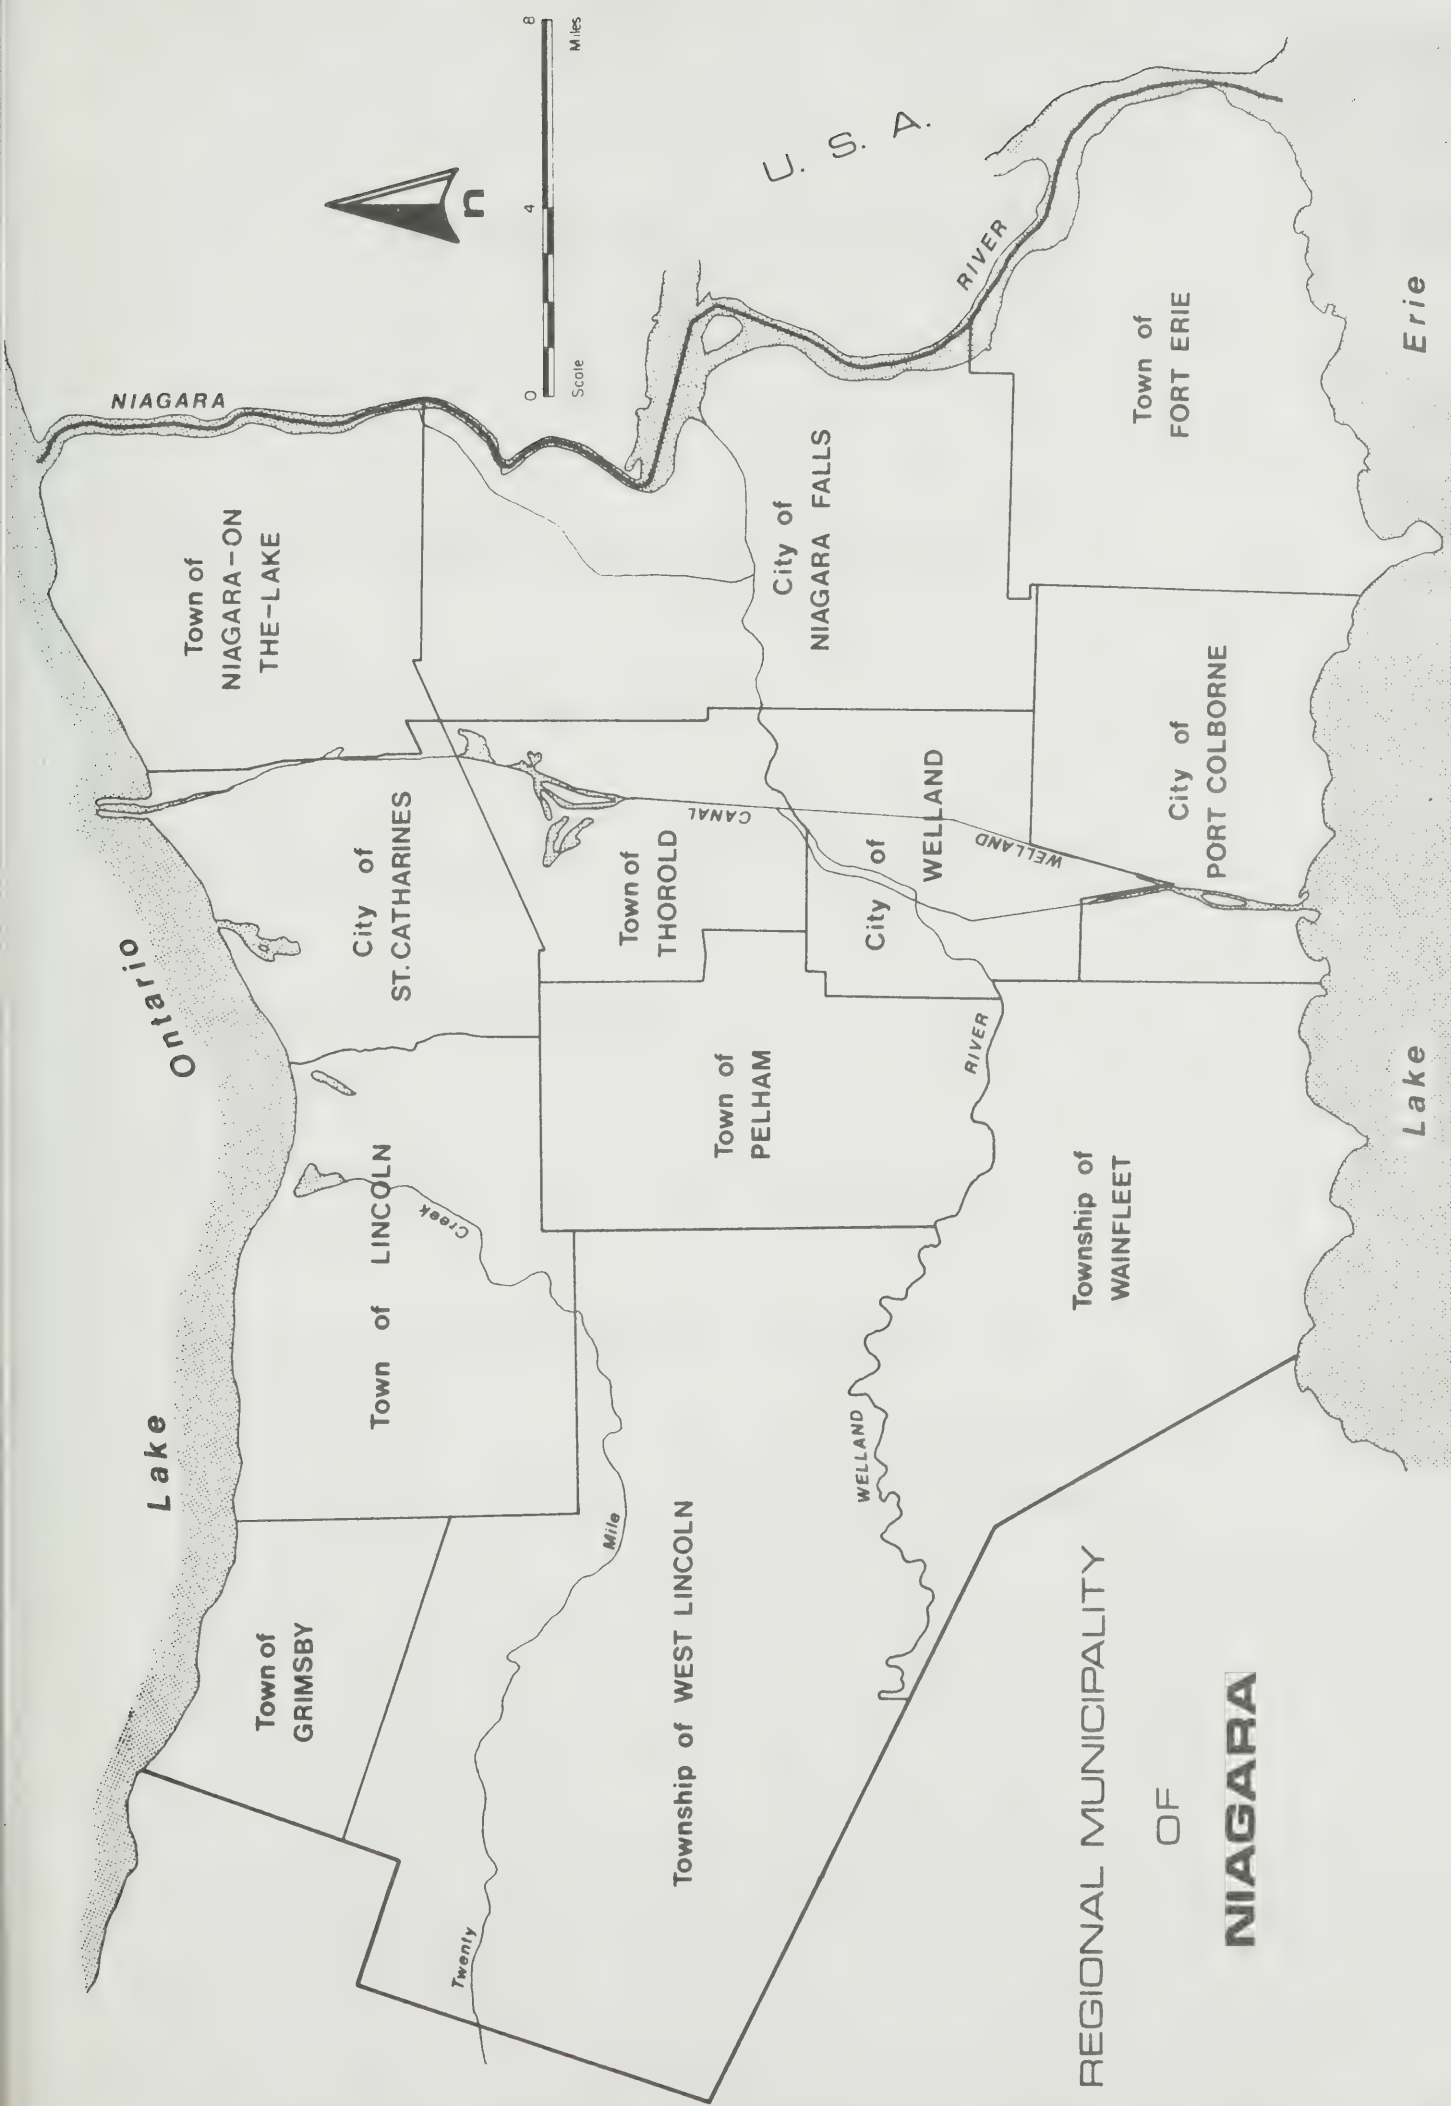 Lake Ontario
NIAGARA
n
0 4 8
Scale Miles
U. S. A.
RIVER
Town of
NIAGARA-ON
THE-LAKE
City of
ST. CATHARINES
Town of LINCOLN
Town of
GRIMSBY
Creek
Mile
Twenty
Township of WEST LINCOLN
Town of
PELHAM
Town of
THOROLD
CANAL
City of
NIAGARA FALLS
City of
WELLAND
WELLAND
WELLAND
RIVER
Township of
WAINFLEET
City of
PORT COLBORNE
Town of
FORT ERIE
Lake Erie
REGIONAL MUNICIPALITY
OF
NIAGARA